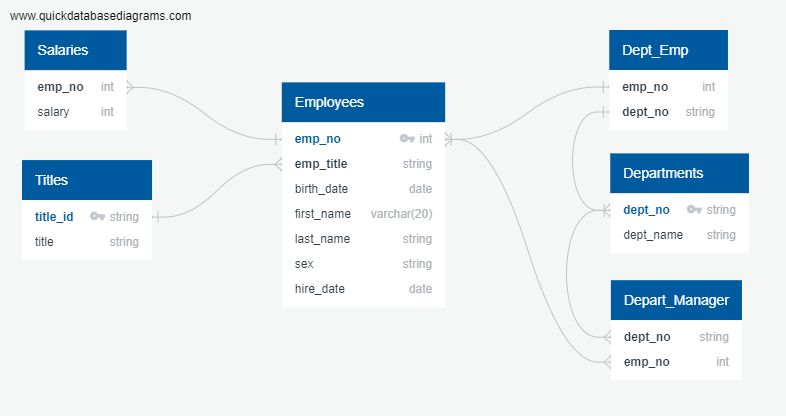 www.quickdatabasediagrams.com
Salaries
emp_no int
salary int
Titles
title_id string
title string
Employees
emp_no int
emp_title string
birth_date date
first_name varchar(20)
last_name string
sex string
hire_date date
Dept_Emp
emp_no int
dept_no string
Departments
dept_no string
dept_name string
Depart_Manager
dept_no string
emp_no int